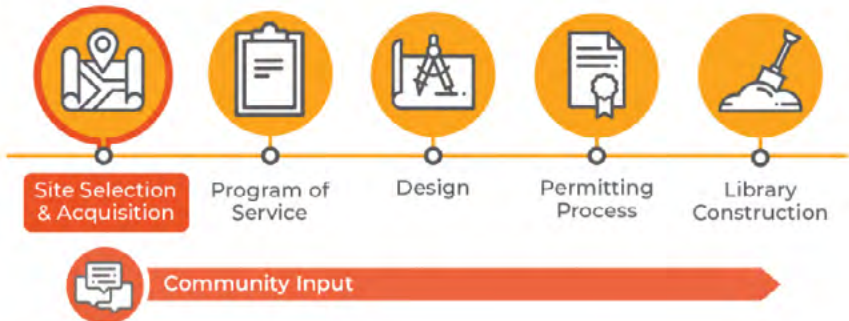 Site Selection
& Acquisition
Program of
Service
Design
Permitting
Process
Library
Construction
Community Input